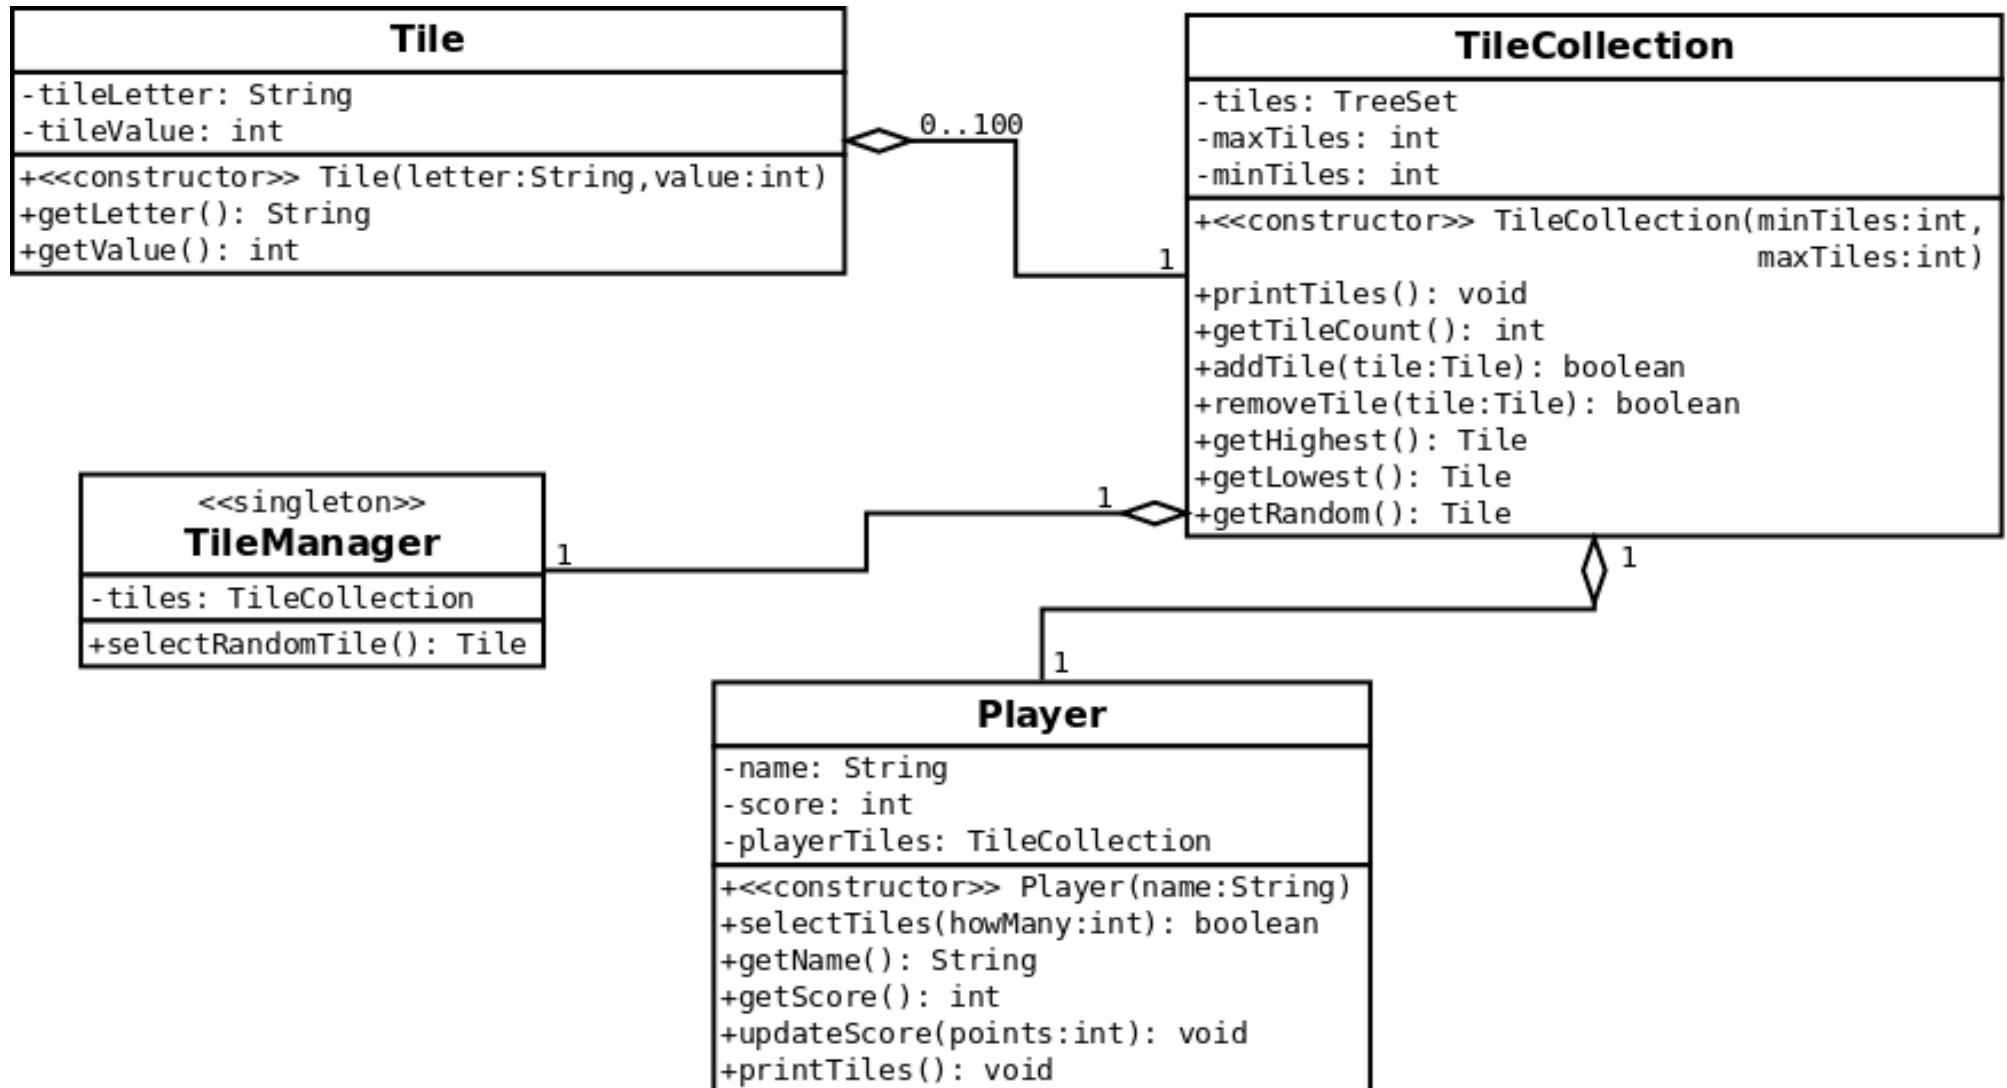 Tile
-tileLetter: String
-tileValue: int
+<<constructor>> Tile(letter:String,value:int)
+getLetter(): String
+getValue(): int
0..100
1
TileCollection
-tiles: TreeSet
-maxTiles: int
-minTiles: int
+<<constructor>> TileCollection(minTiles:int,
maxTiles:int)
+printTiles(): void
+getTileCount(): int
+addTile(tile:Tile): boolean
+removeTile(tile:Tile): boolean
+getHighest(): Tile
+getLowest(): Tile
+getRandom(): Tile
1
1
<<singleton>>
TileManager
-tiles: TileCollection
+selectRandomTile(): Tile
1
1
Player
-name: String
-score: int
-playerTiles: TileCollection
+<<constructor>> Player(name:String)
+selectTiles(howMany:int): boolean
+getName(): String
+getScore(): int
+updateScore(points:int): void
+printTiles(): void